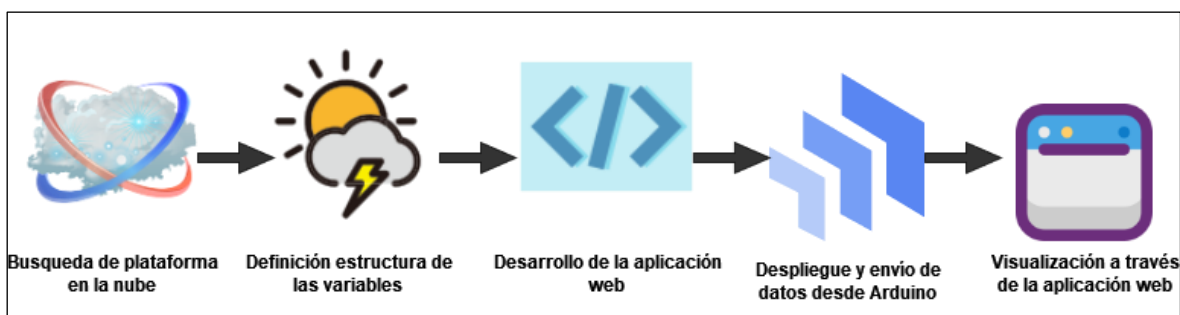 Busqueda de plataforma
en la nube
Definición estructura de
las variables
Desarrollo de la aplicación
web
Despliegue y envío de
datos desde Arduino
Visualización a través
de la aplicación web